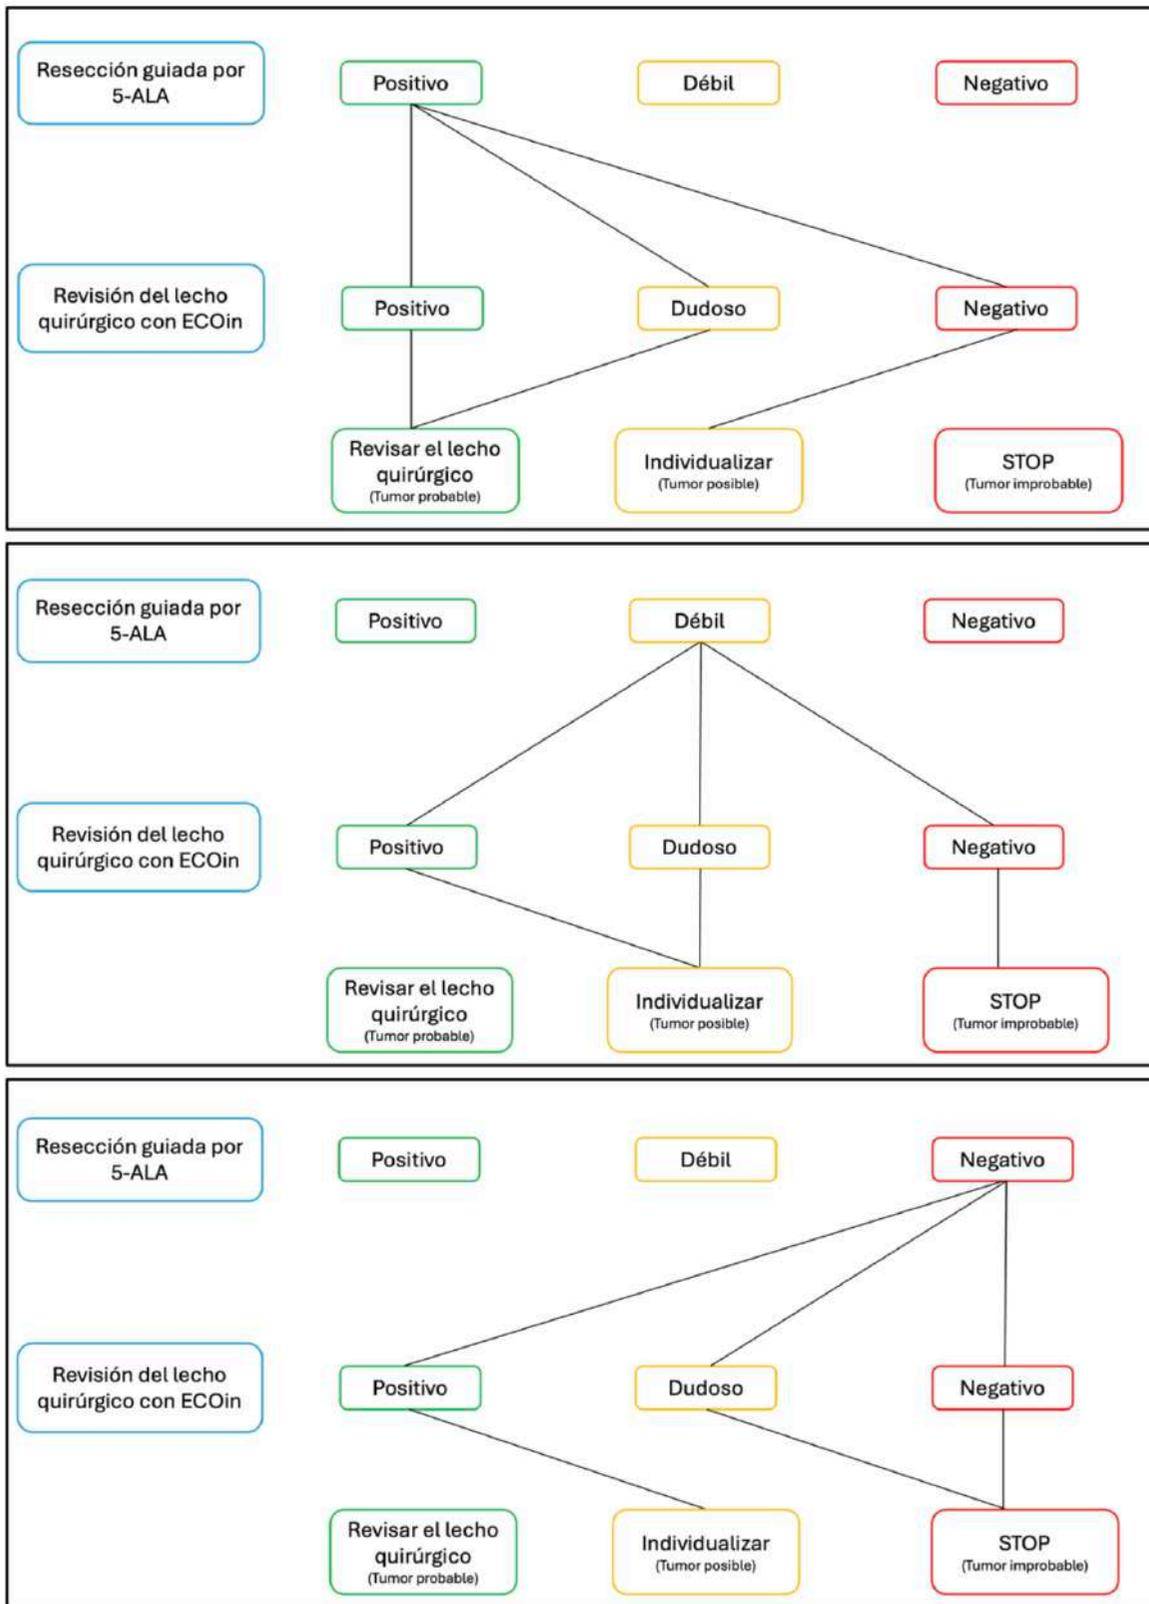 Resección guiada por
5-ALA
Positivo
Débil
Negativo
Revisión del lecho
quirúrgico con ECOin
Positivo
Dudoso
Negativo
Revisar el lecho
quirúrgico
(Tumor probable)
Individualizar
(Tumor posible)
STOP
(Tumor improbable)
Resección guiada por
5-ALA
Positivo
Débil
Negativo
Revisión del lecho
quirúrgico con ECOin
Positivo
Dudoso
Negativo
Revisar el lecho
quirúrgico
(Tumor probable)
Individualizar
(Tumor posible)
STOP
(Tumor improbable)
Resección guiada por
5-ALA
Positivo
Débil
Negativo
Revisión del lecho
quirúrgico con ECOin
Positivo
Dudoso
Negativo
Revisar el lecho
quirúrgico
(Tumor probable)
Individualizar
(Tumor posible)
STOP
(Tumor improbable)